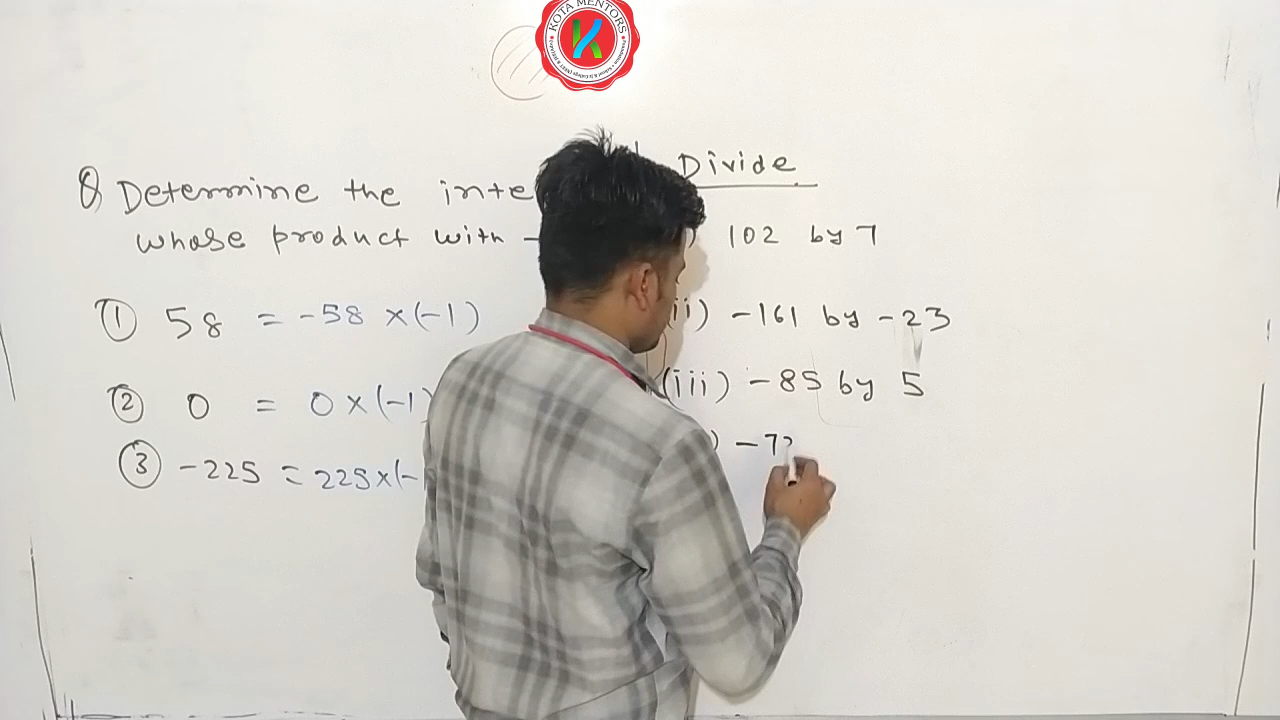 KOTA MENTORS
Q Determine the inte
whose product with -
① 58 = -58 × (-1)
② 0 = 0 × (-1)
③ -225 = 225 × (-
Divide
) 102 by 7
(ii) -161 by -23
(iii) -85 by 5
) -7